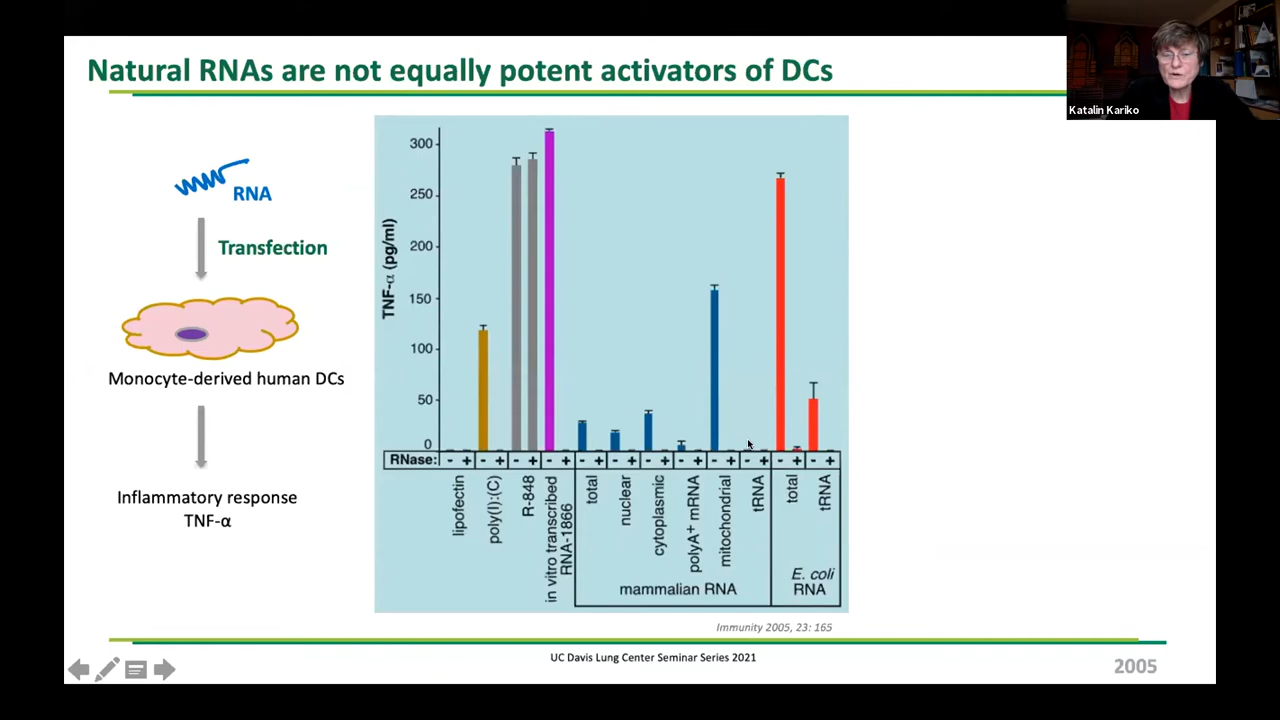 Natural RNAs are not equally potent activators of DCs
Katalin Kariko
RNA
Transfection
Monocyte-derived human DCs
Inflammatory response
TNF-α
TNF-α (pg/ml)
300
250
200
150
100
50
0
RNase: - + - + - + - + - + - + - + - + - + - + - + - +
lipofectin
poly(I):(C)
R-848
in vitro transcribed
RNA-1866
total
nuclear
cytoplasmic
polyA+ mRNA
mitochondrial
tRNA
total
tRNA
mammalian RNA
E. coli
RNA
Immunity 2005, 23: 165
UC Davis Lung Center Seminar Series 2021
2005